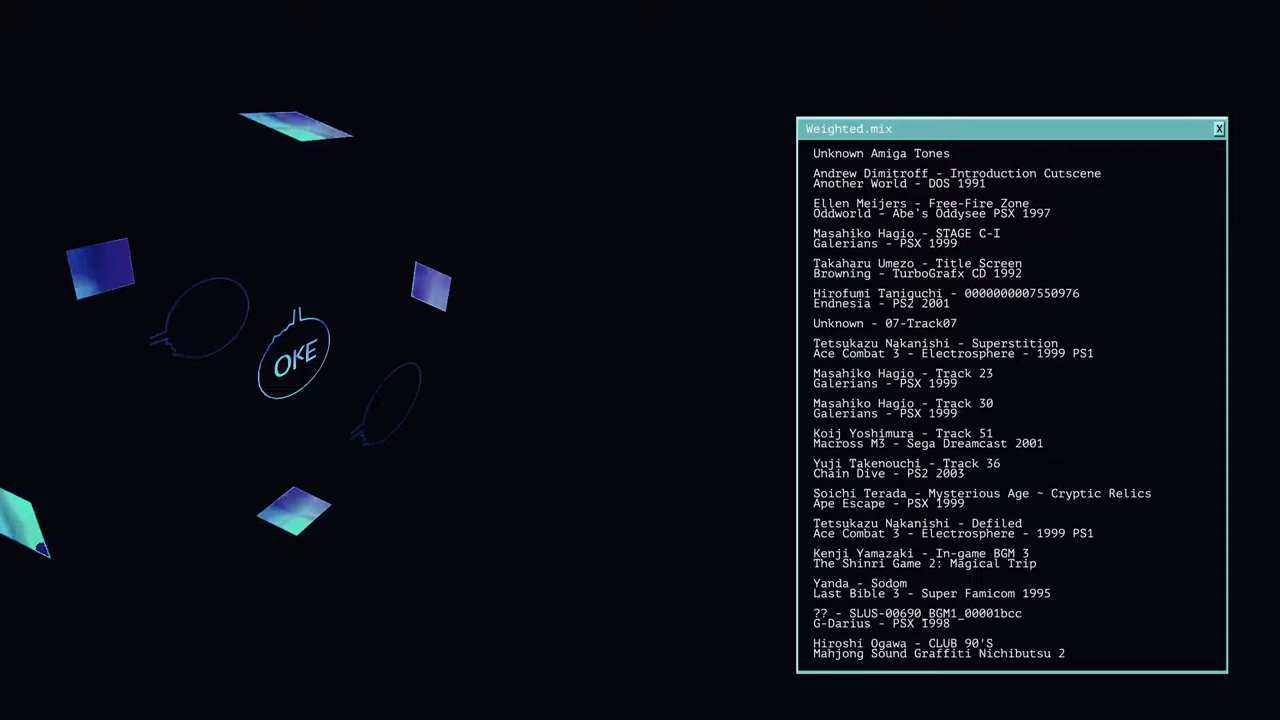 Weighted.mix
X
Unknown Amiga Tones
Andrew Dimitroff - Introduction Cutscene
Another World - DOS 1991
Ellen Meijers - Free-Fire Zone
Oddworld - Abe's Oddysee PSX 1997
Masahiko Hagio - STAGE C-I
Galerians - PSX 1999
Takaharu Umezo - Title Screen
Browning - TurboGrafx CD 1992
Hirofumi Taniguchi - 0000000007550976
Endnesia - PS2 2001
Unknown - 07-Track07
Tetsukazu Nakanishi - Superstition
Ace Combat 3 - Electrosphere - 1999 PS1
Masahiko Hagio - Track 23
Galerians - PSX 1999
Masahiko Hagio - Track 30
Galerians - PSX 1999
Koij Yoshimura - Track 51
Macross M3 - Sega Dreamcast 2001
Yuji Takenouchi - Track 36
Chain Dive - PS2 2003
Soichi Terada - Mysterious Age ~ Cryptic Relics
Ape Escape - PSX 1999
Tetsukazu Nakanishi - Defiled
Ace Combat 3 - Electrosphere - 1999 PS1
Kenji Yamazaki - In-game BGM 3
The Shinri Game 2: Magical Trip
Yanda - Sodom
Last Bible 3 - Super Famicom 1995
?? - SLUS-00690_BGM1_00001bcc
G-Darius - PSX 1998
Hiroshi Ogawa - CLUB 90'S
Mahjong Sound Graffiti Nichibutsu 2
OKE